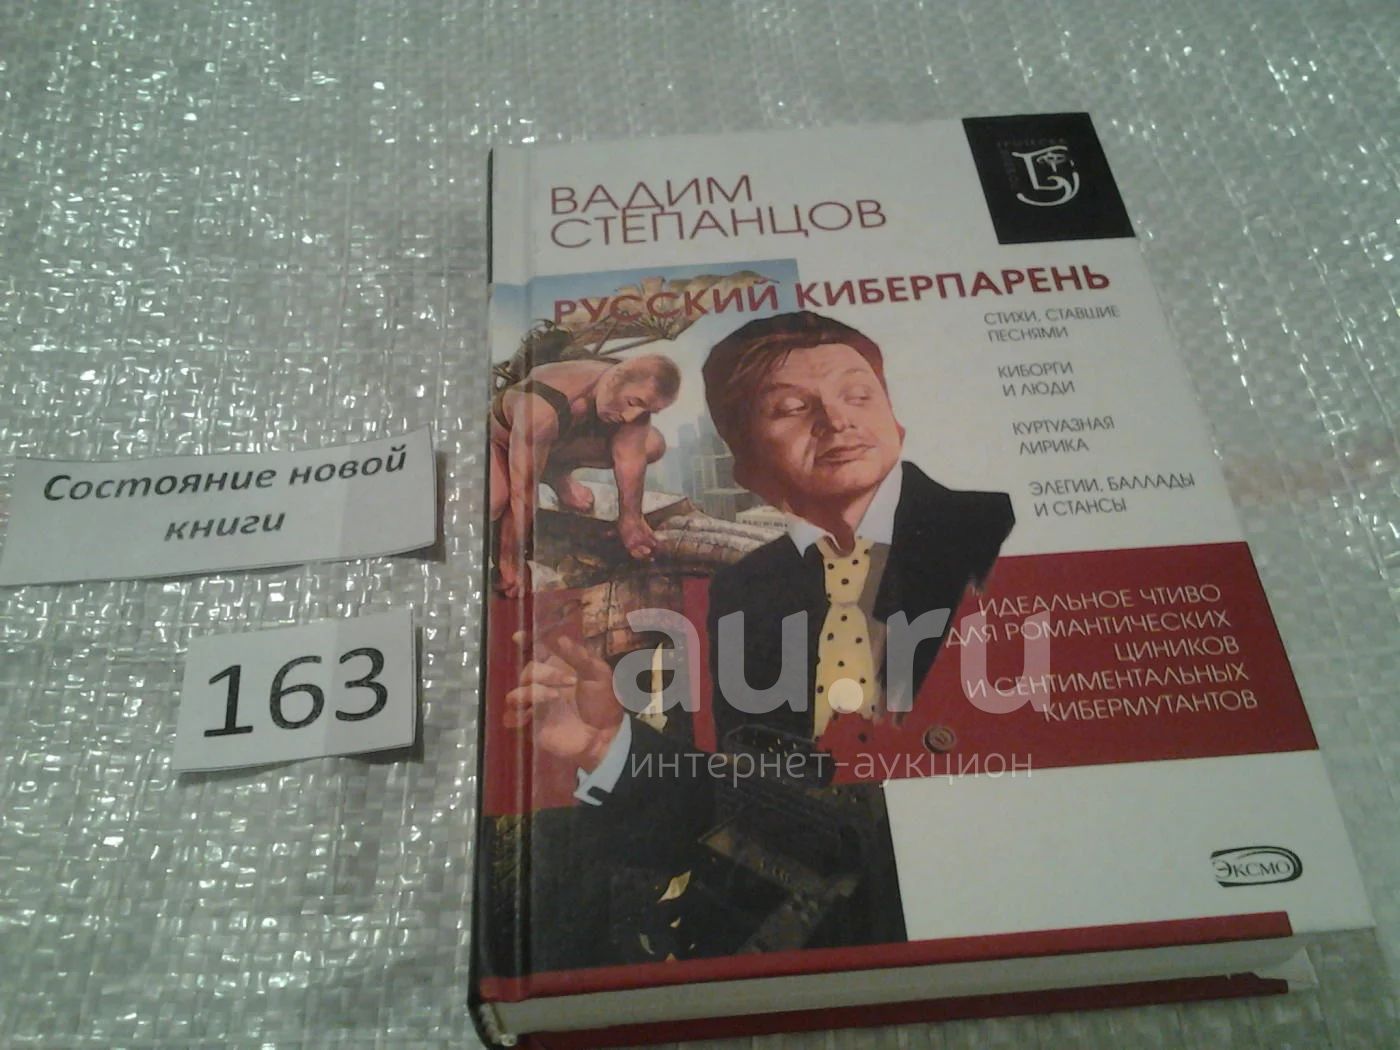 ВАДИМ
СТЕПАНЦОВ
РУССКИЙ КИБЕРПАРЕНЬ
СТИХИ, СТАВШИЕ
ПЕСНЯМИ
КИБОРГИ
И ЛЮДИ
КУРТУАЗНАЯ
ЛИРИКА
ЭЛЕГИИ, БАЛЛАДЫ
И СТАНСЫ
ИДЕАЛЬНОЕ ЧТИВО
ДЛЯ РОМАНТИЧЕСКИХ
ЦИНИКОВ
И СЕНТИМЕНТАЛЬНЫХ
КИБЕРМУТАНТОВ
ЭКСМО
Состояние новой
книги
163
au.ru
интернет-аукцион